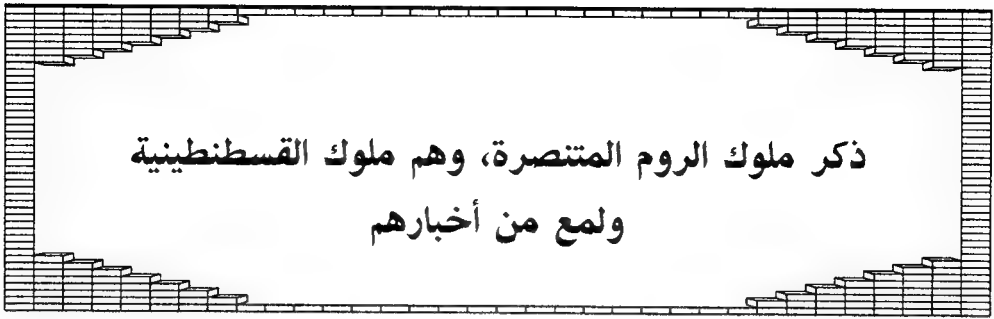 ذكر ملوك الروم المتنصرة، وهم ملوك القسطنطينية
ولمع من أخبارهم